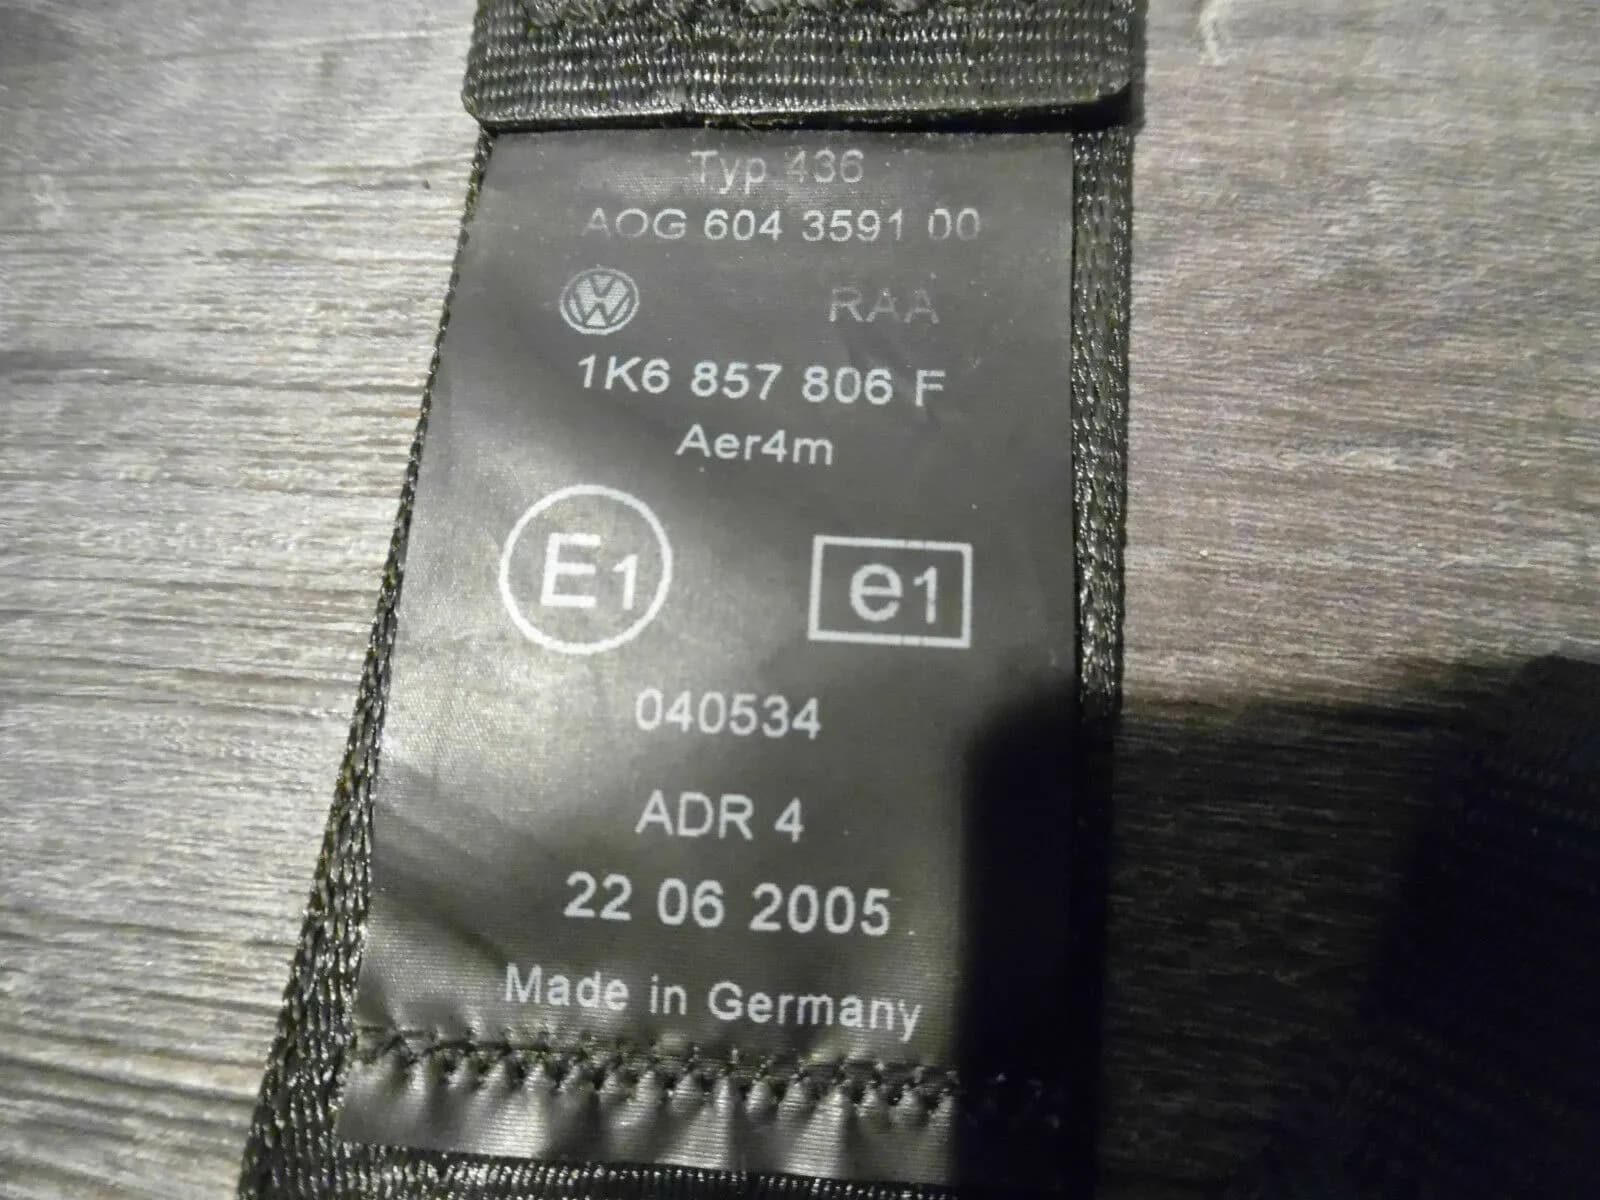 Typ 436
AOG 604 3591 00
RAA
1K6 857 806 F
Aer4m
E1 e1
040534
ADR 4
22 06 2005
Made in Germany